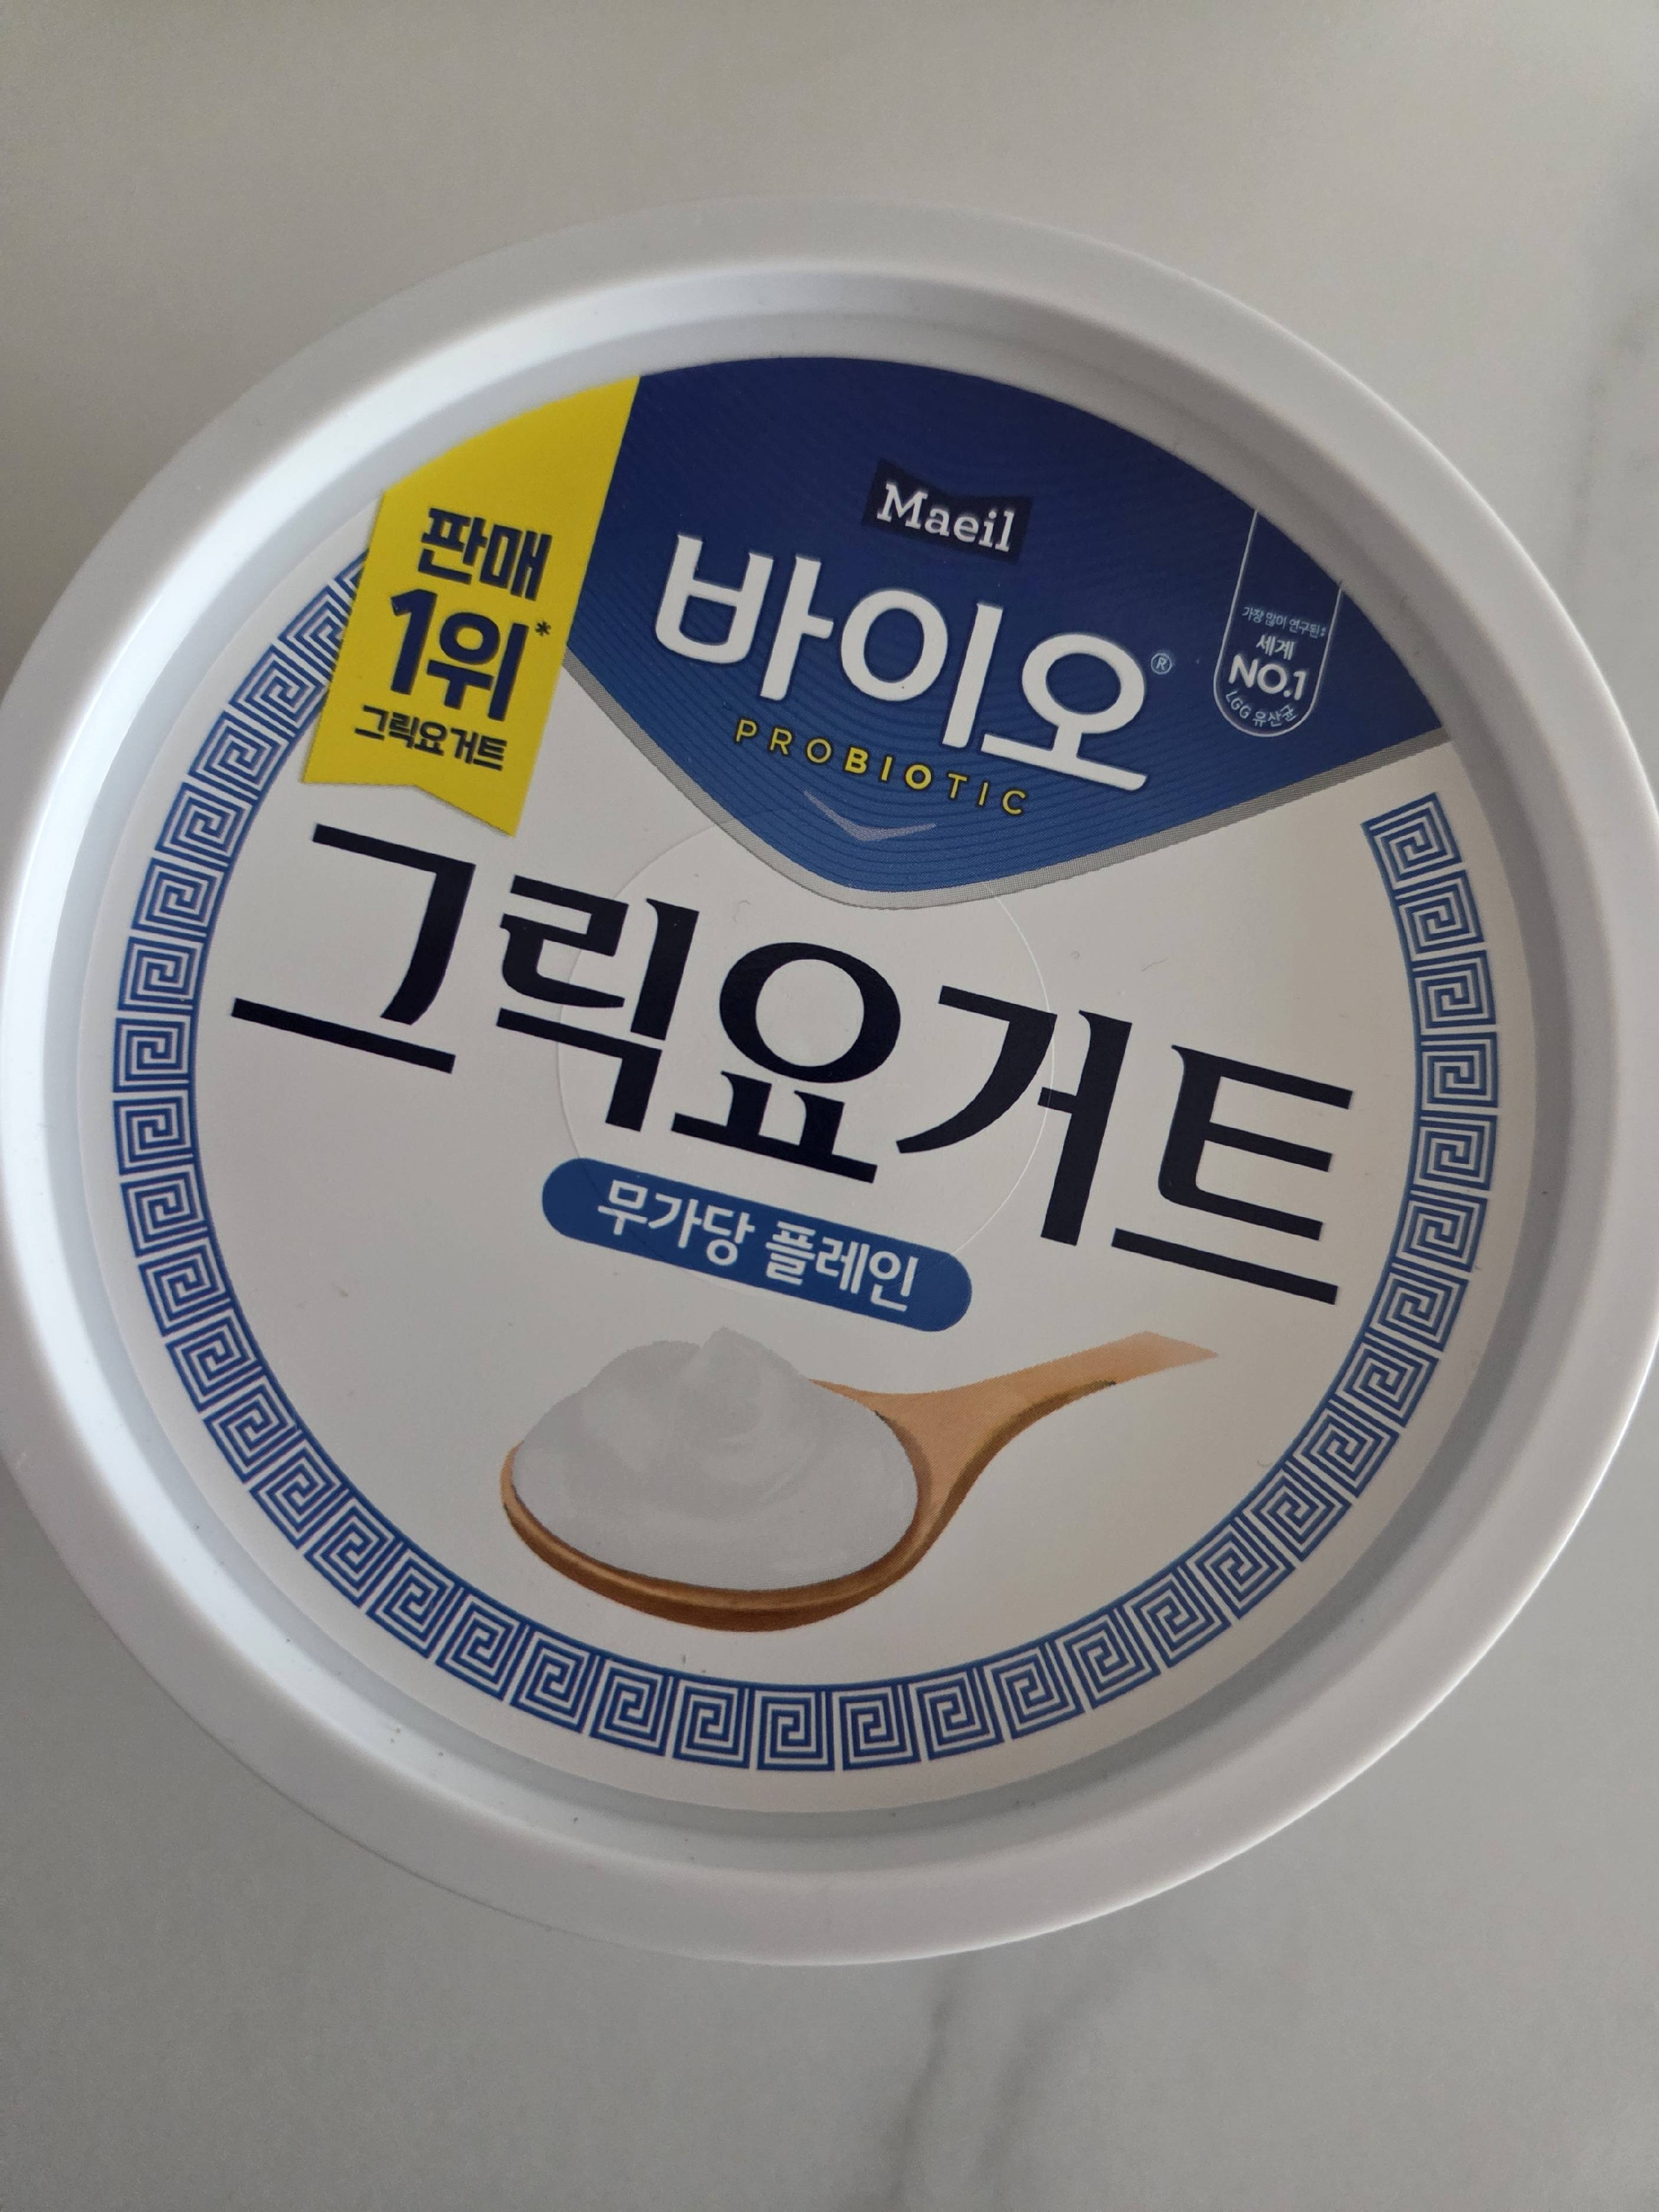 판매
1위*
그릭요거트
Maeil
바이오®
PROBIOTIC
가장 많이 연구된‡
세계
NO.1
LGG 유산균
그릭요거트
무가당 플레인